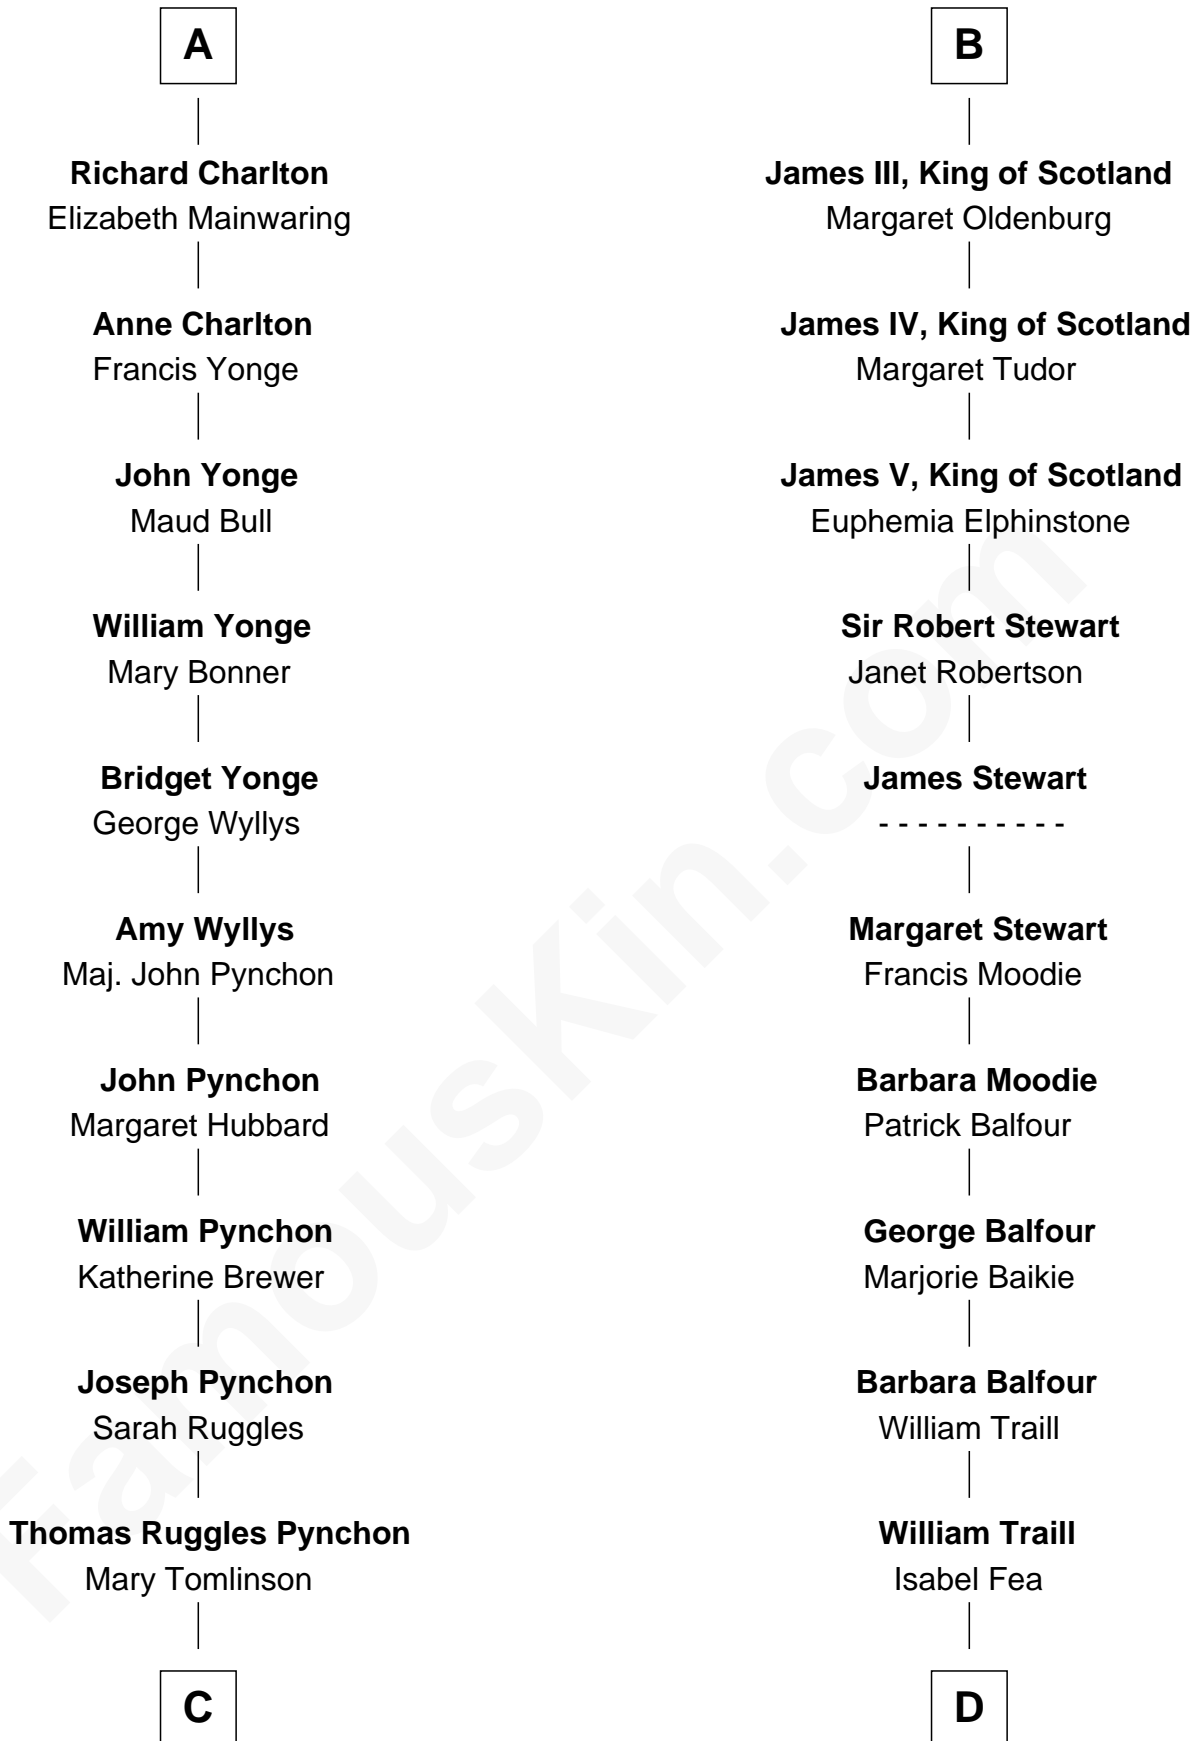 A
Richard Charlton
Elizabeth Mainwaring
Anne Charlton
Francis Yonge
John Yonge
Maud Bull
William Yonge
Mary Bonner
Bridget Yonge
George Wyllys
Amy Wyllys
Maj. John Pynchon
John Pynchon
Margaret Hubbard
William Pynchon
Katherine Brewer
Joseph Pynchon
Sarah Ruggles
Thomas Ruggles Pynchon
Mary Tomlinson
C
B
James III, King of Scotland
Margaret Oldenburg
James IV, King of Scotland
Margaret Tudor
James V, King of Scotland
Euphemia Elphinstone
Sir Robert Stewart
Janet Robertson
James Stewart
- - - - - - - - - -
Margaret Stewart
Francis Moodie
Barbara Moodie
Patrick Balfour
George Balfour
Marjorie Baikie
Barbara Balfour
William Traill
William Traill
Isabel Fea
D
FamousKin.com